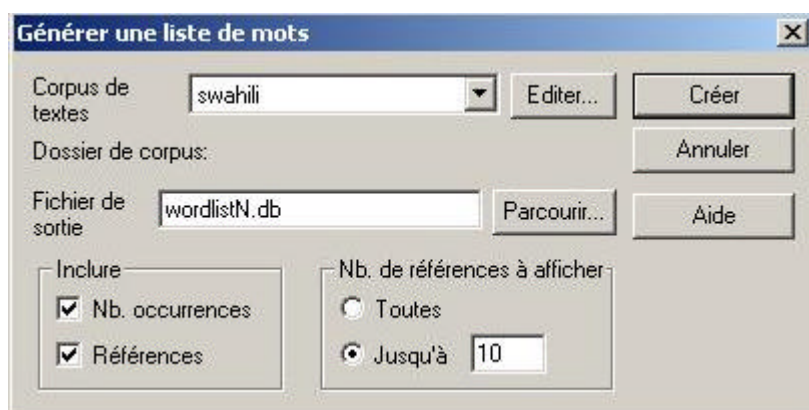 Générer une liste de mots
Corpus de
textes
swahili
Editer...
Créer
Dossier de corpus:
Annuler
Fichier de
sortie
wordlistN.db
Parcourir...
Aide
Inclure
Nb. occurrences
Références
Nb. de références à afficher
Toutes
Jusqu'à
10